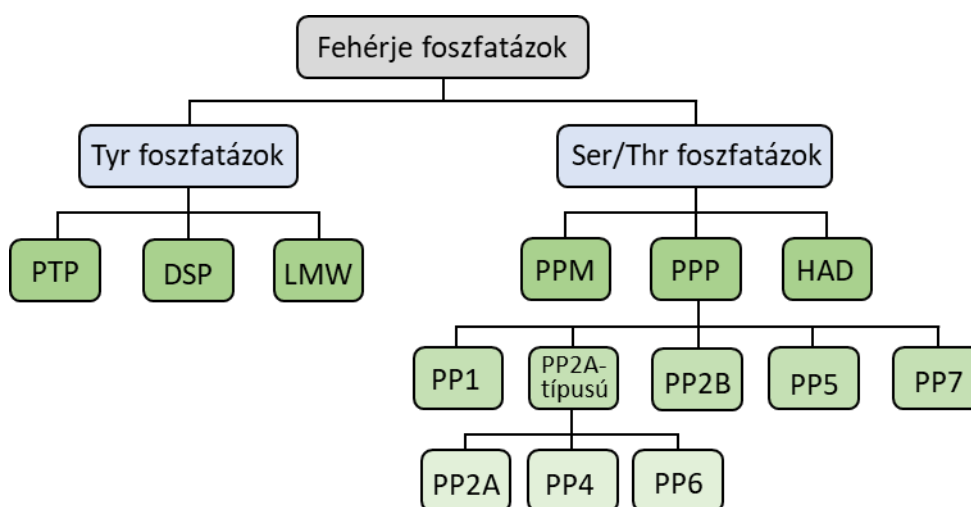 Fehérje foszfatázok
Tyr foszfatázok
Ser/Thr foszfatázok
PTP
DSP
LMW
PPM
PPP
HAD
PP1
PP2A-
típusú
PP2B
PP5
PP7
PP2A
PP4
PP6